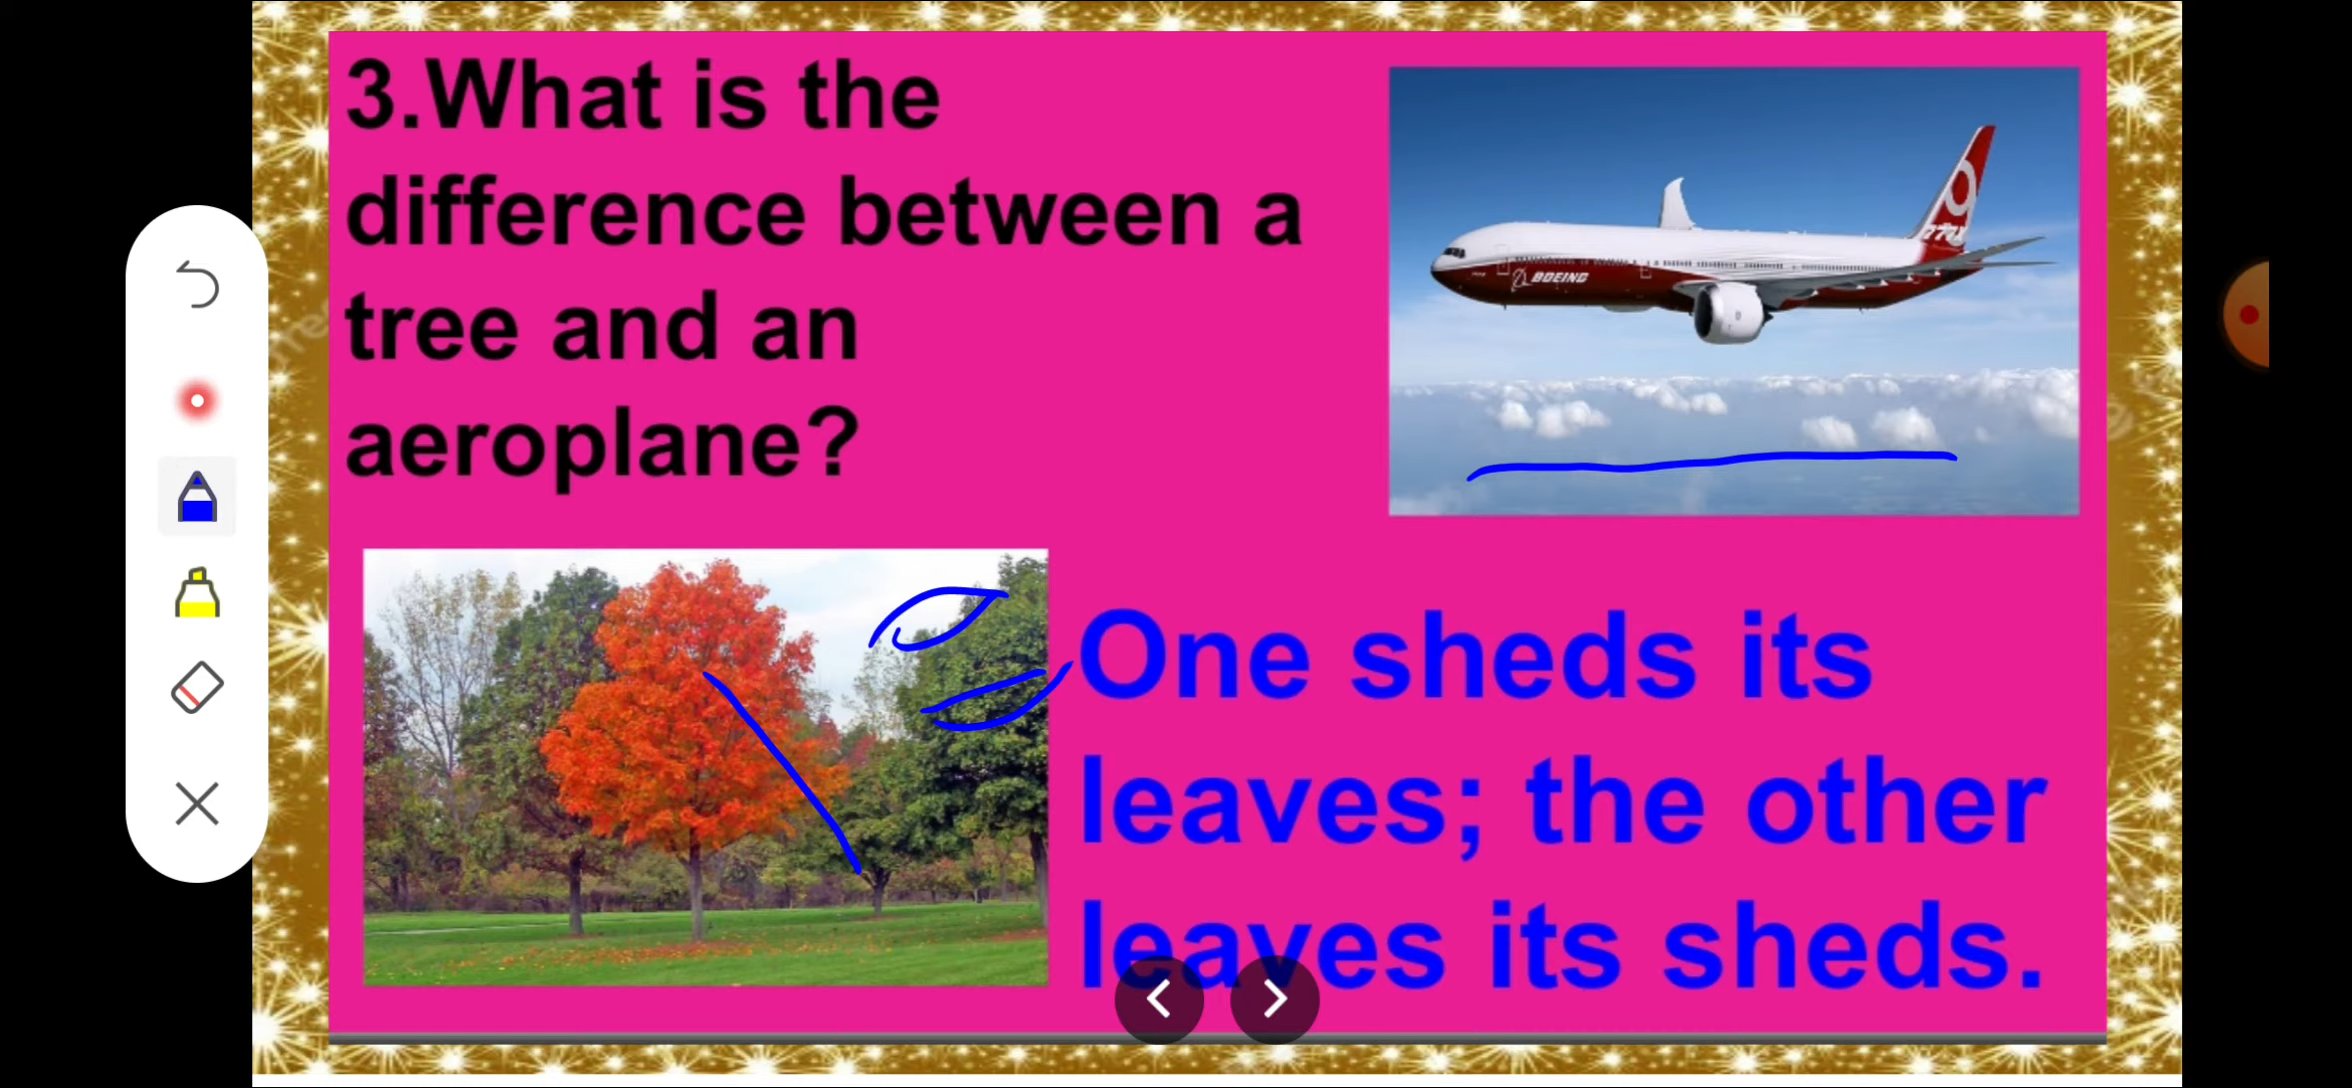 3.What is the
difference between a
tree and an
aeroplane?
BOEING
777X
One sheds its
leaves; the other
leaves its sheds.